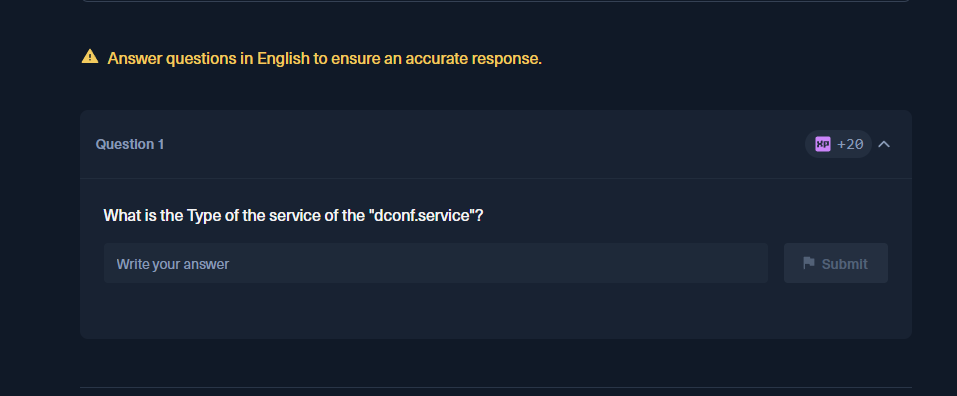 Answer questions in English to ensure an accurate response.
Question 1
XP +20
What is the Type of the service of the "dconf.service"?
Write your answer
Submit